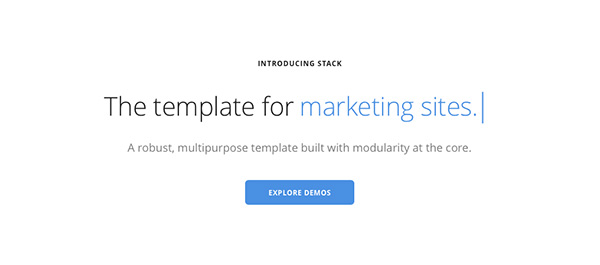 INTRODUCING STACK
The template for marketing sites.
A robust, multipurpose template built with modularity at the core.
EXPLORE DEMOS